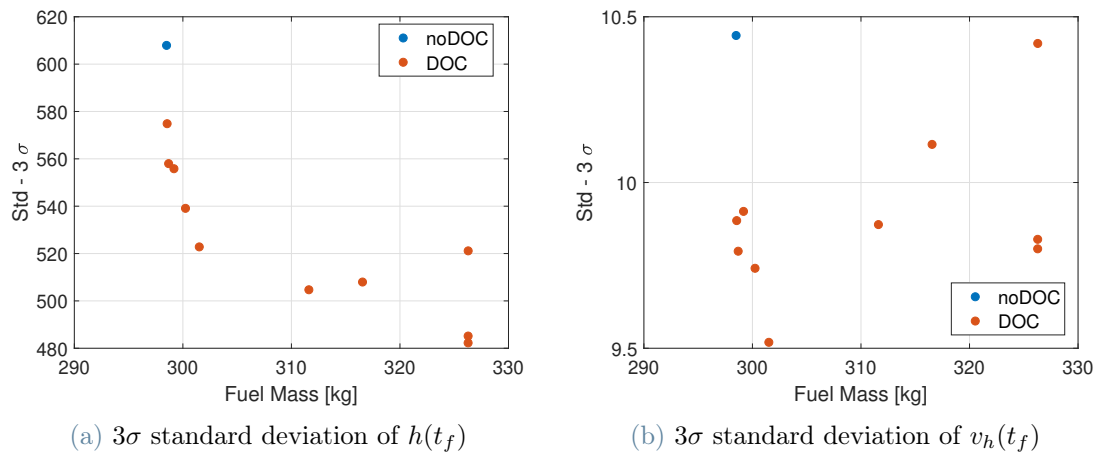 620
600
580
560
540
520
500
480
290
300
310
320
330
Std - 3 σ
Fuel Mass [kg]
noDOC
DOC
(a) 3σ standard deviation of h(t_f)
10.5
10
9.5
290
300
310
320
330
Std - 3 σ
Fuel Mass [kg]
noDOC
DOC
(b) 3σ standard deviation of v_h(t_f)